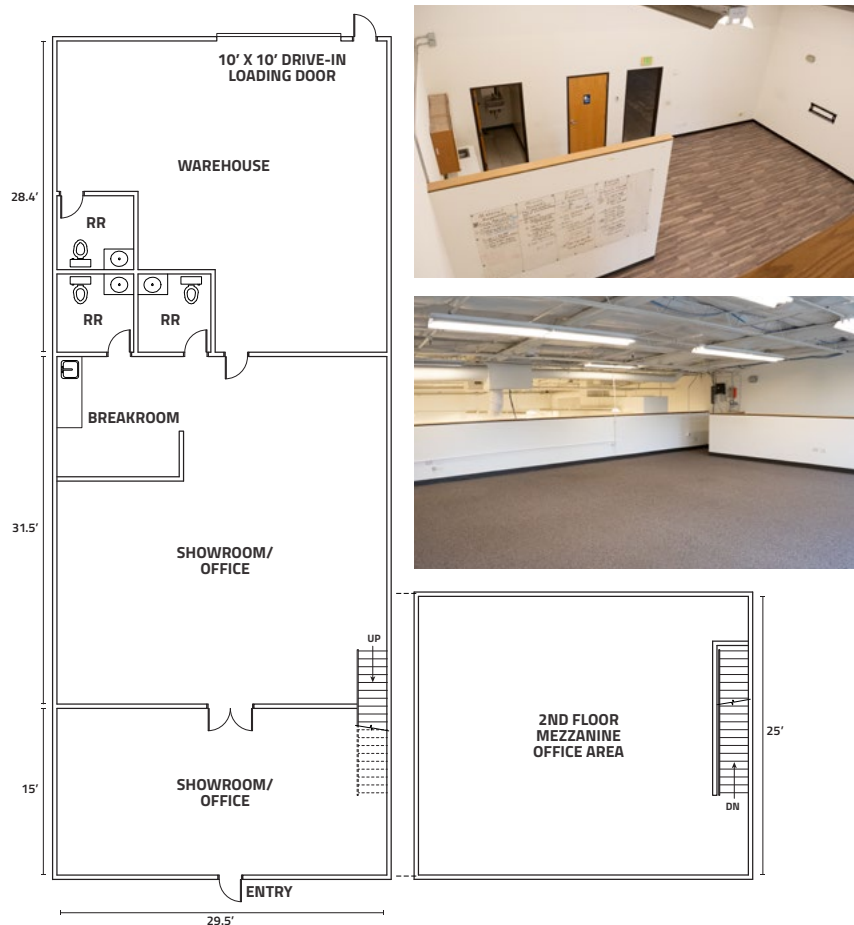 10' X 10' DRIVE-IN
LOADING DOOR
WAREHOUSE
28.4'
RR
RR
RR
BREAKROOM
31.5'
SHOWROOM/
OFFICE
UP
15'
SHOWROOM/
OFFICE
ENTRY
29.5'
2ND FLOOR
MEZZANINE
OFFICE AREA
25'
DN